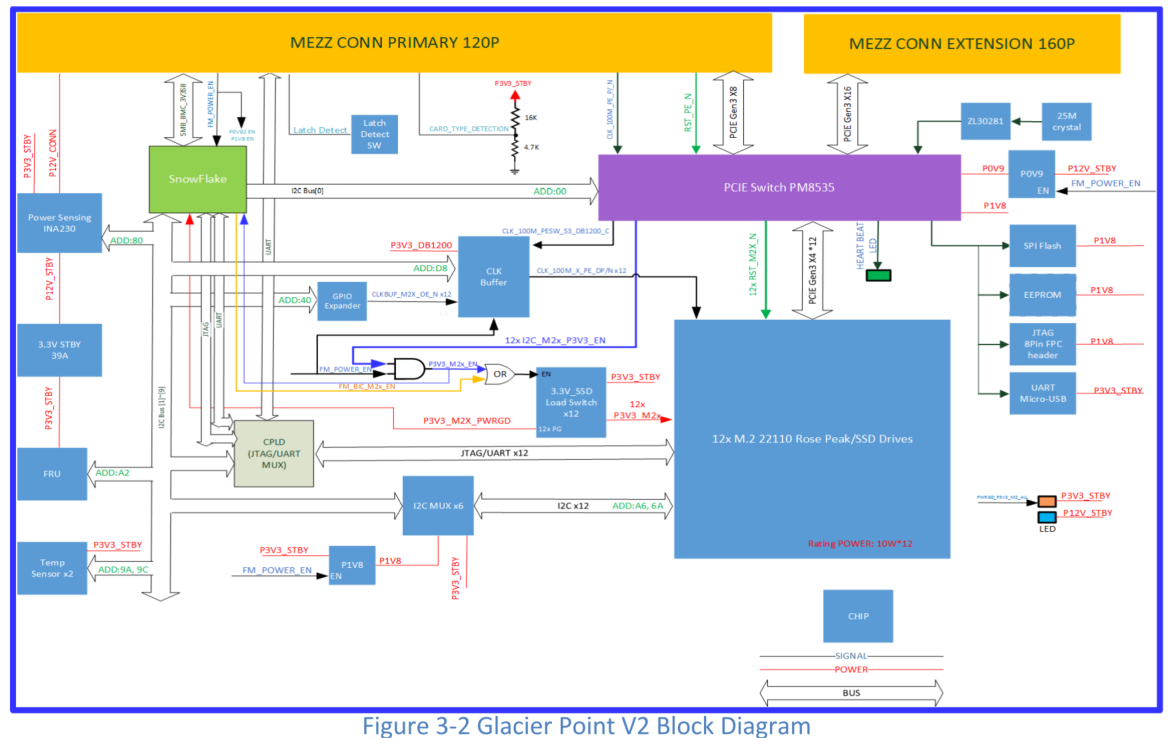 MEZZ CONN PRIMARY 120P
MEZZ CONN EXTENSION 160P
P3V3_STBY
P12V_CONN
SMB_BMC_3V3SB
FM_POWER_EN
P0V82 EN
P1V8 EN
Latch Detect
Latch
Detect
SW
P3V3_STBY
16K
CARD_TYPE_DETECTION
4.7K
CLK_100M_PE_P/_N
RST_PE_N
PCIE Gen3 X8
PCIE Gen3 X16
ZL30281
25M
crystal
SnowFlake
I2C Bus[0]
ADD:00
PCIE Switch PM8535
P0V9
P0V9
EN
P12V_STBY
FM_POWER_EN
P1V8
Power Sensing
INA230
ADD:80
UART
CLK_100M_PESW_S3_DB1200_C
P3V3_DB1200
ADD:D8
CLK
Buffer
CLK_100M_X_PE_DP/N x12
12x RST_M2X_N
PCIE Gen3 X4 *12
HEART BEAT
LED
SPI Flash
P1V8
P12V_STBY
ADD:40
GPIO
Expander
CLKBUF_M2X_OE_N x12
EEPROM
P1V8
3.3V STBY
39A
JTAG
UART
12x I2C_M2x_P3V3_EN
JTAG
8Pin FPC
header
P1V8
FM_POWER_EN
P3V3_M2x_EN
OR
EN
FM_BIC_M2x_EN
3.3V_SSD
Load Switch
x12
12x PG
P3V3_STBY
12x
P3V3_M2x
UART
Micro-USB
P3V3_STBY
P3V3_STBY
I2C Bus [1]~[9]
P3V3_M2X_PWRGD
CPLD
(JTAG/UART
MUX)
JTAG/UART x12
12x M.2 22110 Rose Peak/SSD Drives
FRU
ADD:A2
I2C MUX x6
I2C x12
ADD:A6, 6A
P3V3_STBY
P12V_STBY
LED
Rating POWER: 10W*12
P3V3_STBY
Temp
Sensor x2
ADD:9A, 9C
P3V3_STBY
FM_POWER_EN
P1V8
EN
P1V8
P3V3_STBY
CHIP
SIGNAL
POWER
BUS
Figure 3-2 Glacier Point V2 Block Diagram